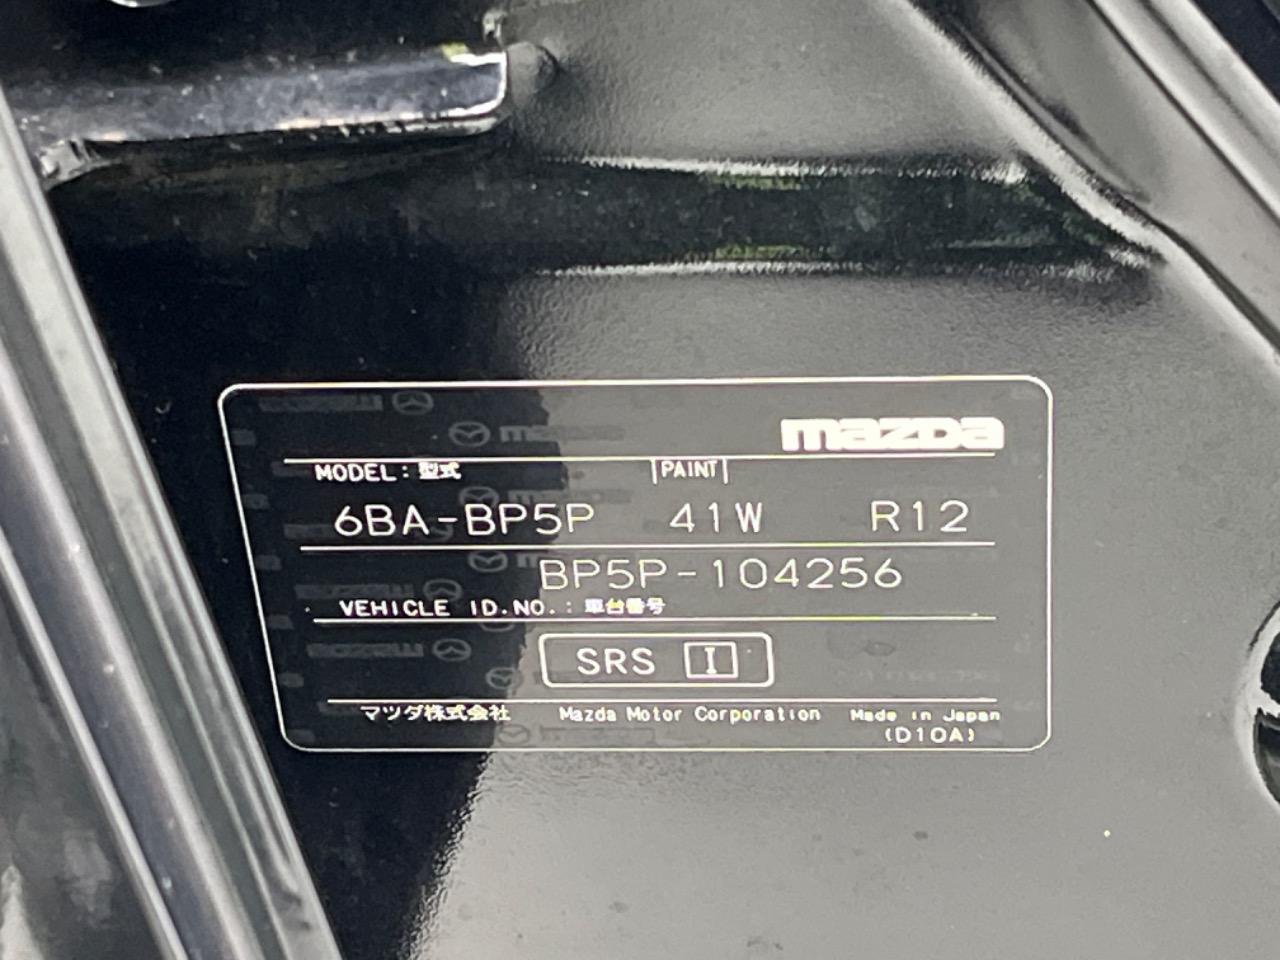 mazda
MODEL:型式 PAINT
6BA-BP5P 41W R12
BP5P-104256
VEHICLE ID.NO.:車台番号
SRS I
マツダ株式会社 Mazda Motor Corporation Made in Japan
(D10A)